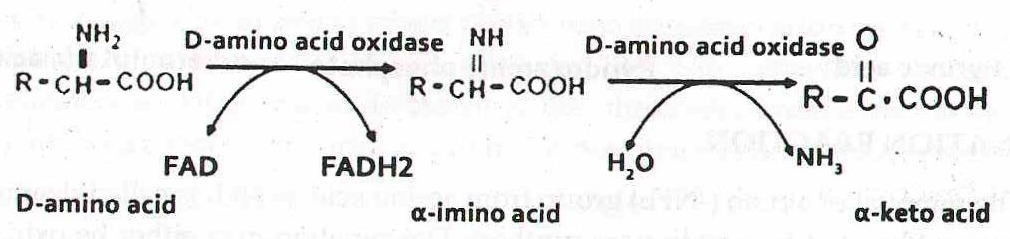 NH₂ D-amino acid oxidase NH D-amino acid oxidase O
R-CH-COOH R-CH-COOH R-C·COOH
FAD FADH2 H₂O NH₃
D-amino acid α-imino acid α-keto acid